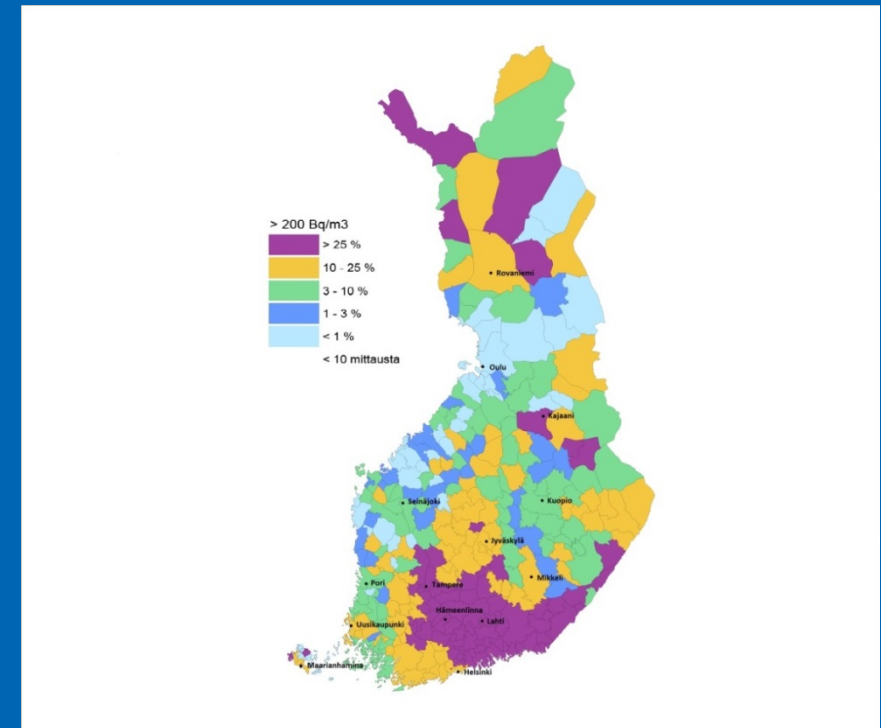 > 200 Bq/m3
> 25 %
10 - 25 %
3 - 10 %
1 - 3 %
< 1 %
< 10 mittausta
Rovaniemi
Oulu
Kajaani
Seinäjoki
Kuopio
Jyväskylä
Mikkeli
Pori
Tampere
Hämeenlinna
Lahti
Uusikaupunki
Maarianhamina
Helsinki